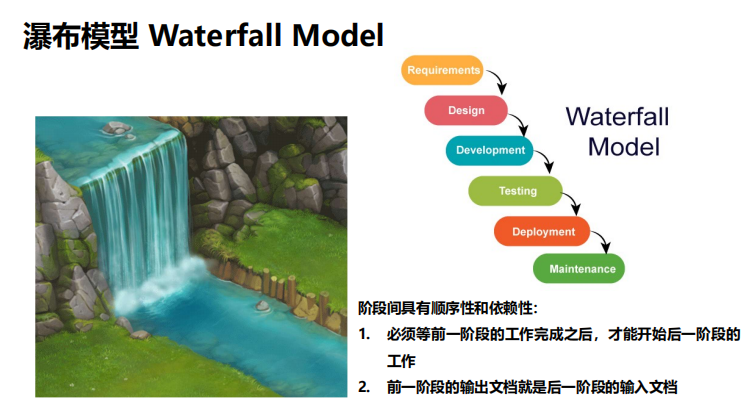 瀑布模型 Waterfall Model
Requirements
Design
Development
Testing
Deployment
Maintenance
Waterfall
Model
阶段间具有顺序性和依赖性：
1. 必须等前一阶段的工作完成之后，才能开始后一阶段的
工作
2. 前一阶段的输出文档就是后一阶段的输入文档